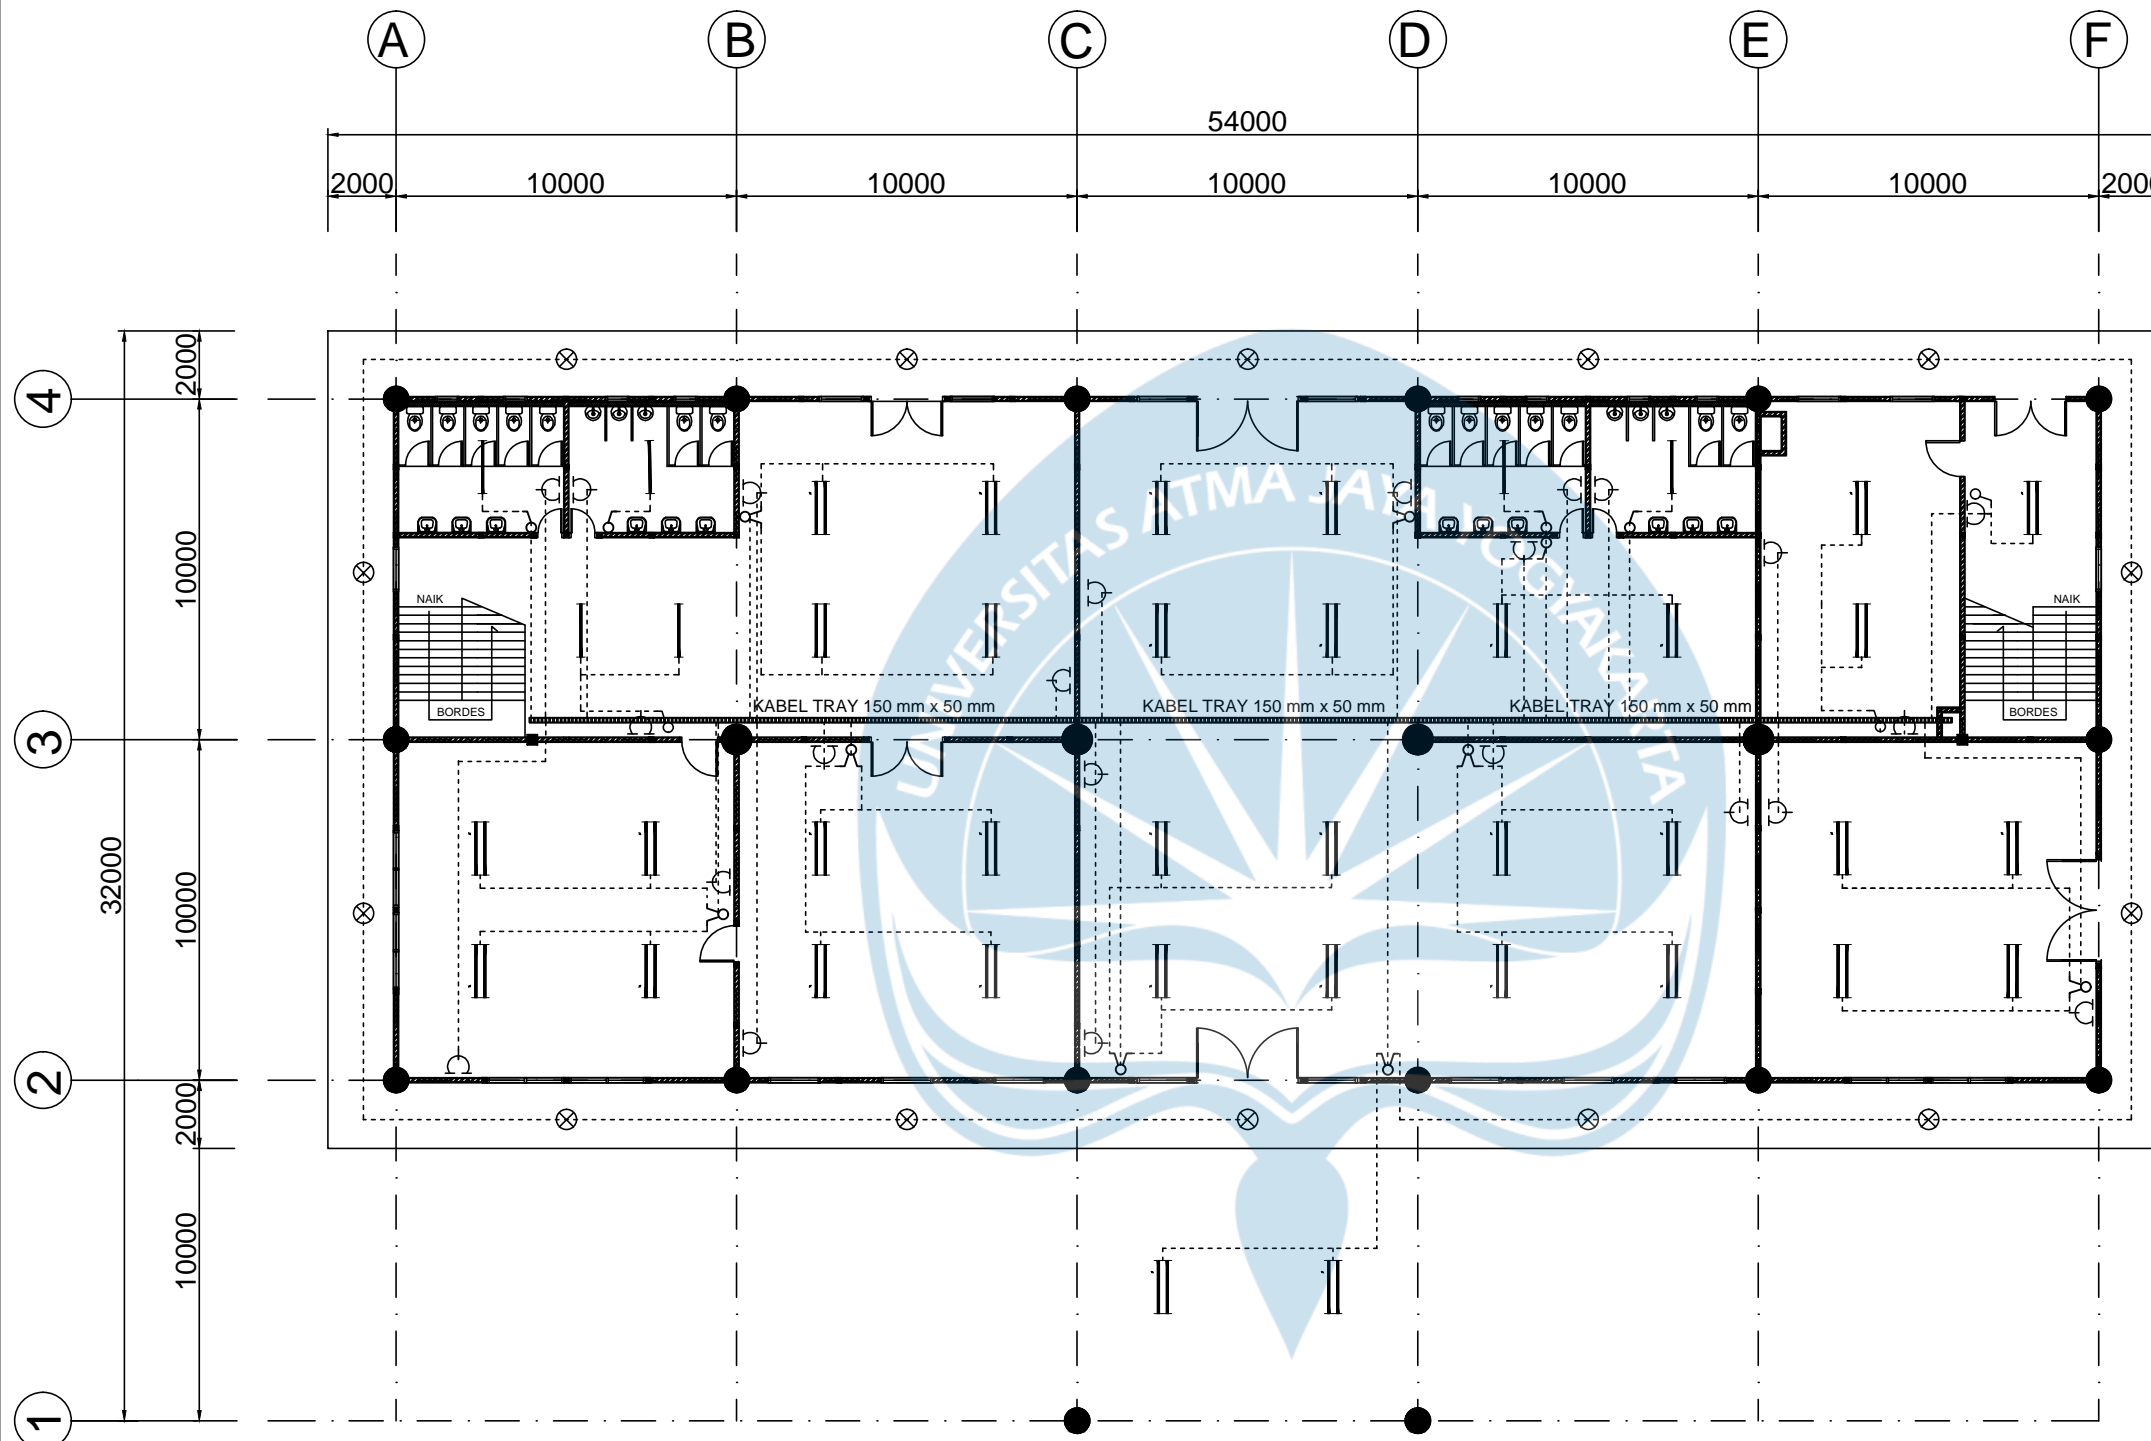 A B C D E F
54000
2000 10000 10000 10000 10000 10000
4
2000
10000
NAIK
NAIK
KABEL TRAY 150 mm x 50 mm KABEL TRAY 150 mm x 50 mm KABEL TRAY 150 mm x 50 mm
BORDES
BORDES
3
32000
10000
2
2000
10000
1
UNIVERSITAS ATMA JAYA YOGYAKARTA